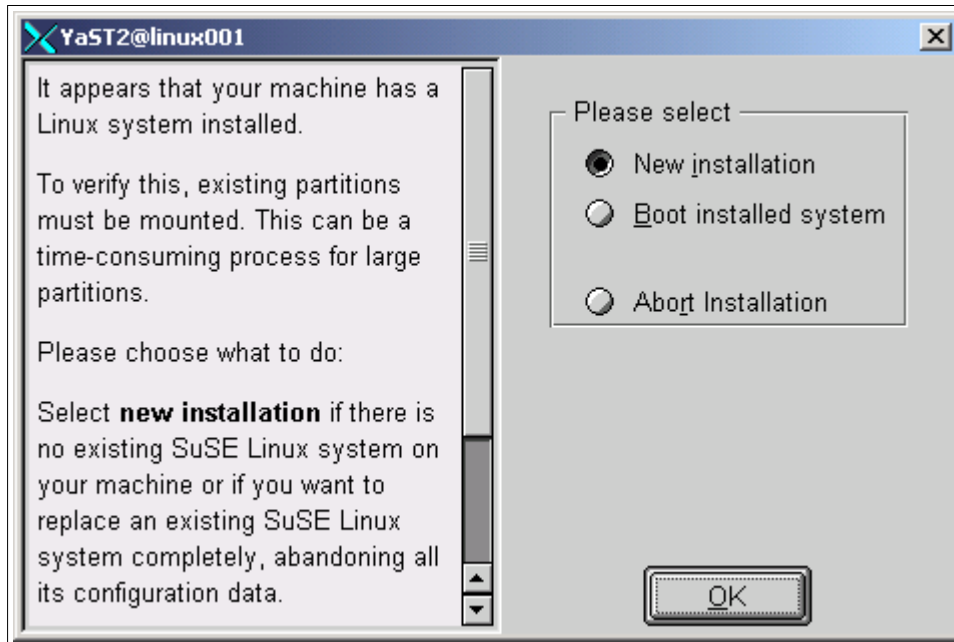 YaST2@linux001
It appears that your machine has a
Linux system installed.
To verify this, existing partitions
must be mounted. This can be a
time-consuming process for large
partitions.
Please choose what to do:
Select new installation if there is
no existing SuSE Linux system on
your machine or if you want to
replace an existing SuSE Linux
system completely, abandoning all
its configuration data.
Please select
New installation
Boot installed system
Abort Installation
OK